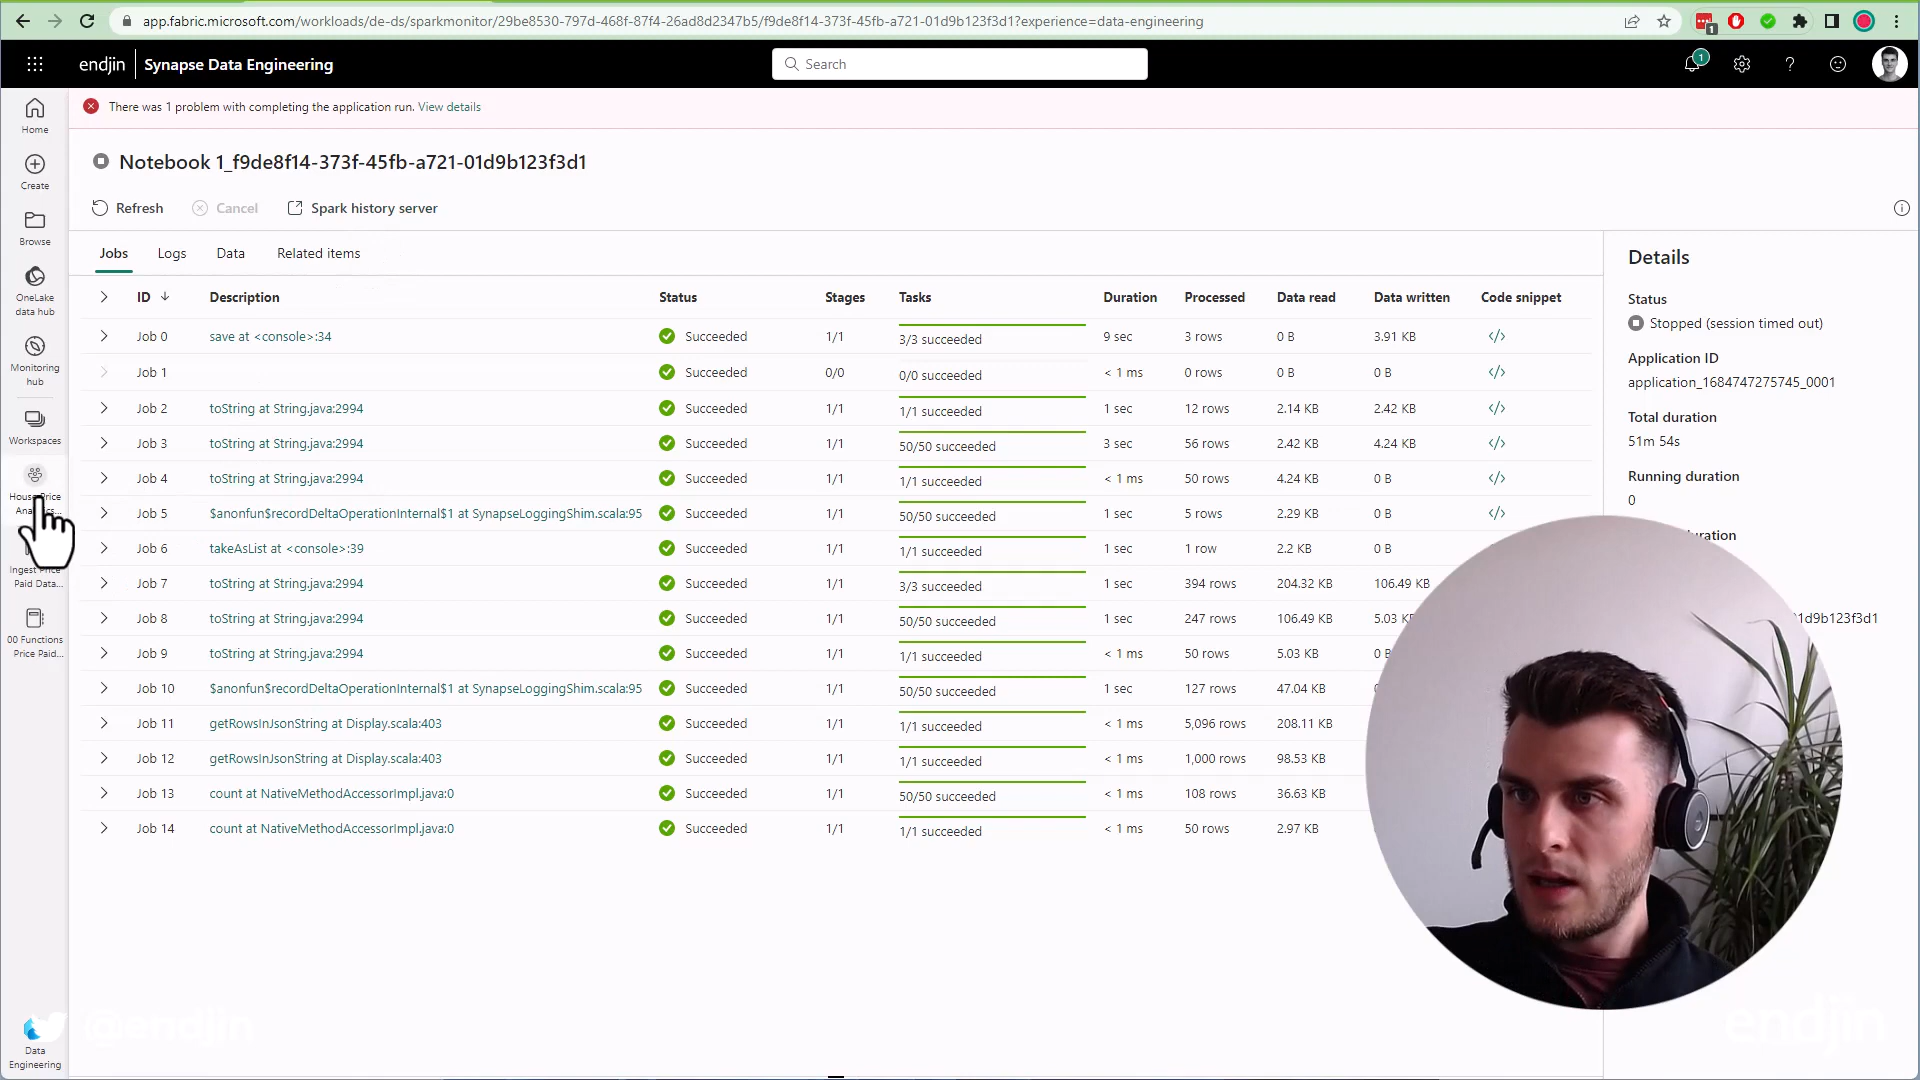 app.fabric.microsoft.com/workloads/de-ds/sparkmonitor/29be8530-797d-468f-87f4-26ad8d2347b5/f9de8f14-373f-45fb-a721-01d9b123f3d1?experience=data-engineering
1
endjin Synapse Data Engineering
Search
1
There was 1 problem with completing the application run. View details
Home
Create
Browse
OneLake data hub
Monitoring hub
Workspaces
House Price
Ingest Price Paid Data...
00 Functions Price Paid...
Data Engineering
Notebook 1_f9de8f14-373f-45fb-a721-01d9b123f3d1
Refresh Cancel Spark history server
Jobs Logs Data Related items
ID Description Status Stages Tasks Duration Processed Data read Data written Code snippet
Job 0 save at <console>:34 Succeeded 1/1 3/3 succeeded 9 sec 3 rows 0 B 3.91 KB </>
Job 1 Succeeded 0/0 0/0 succeeded < 1 ms 0 rows 0 B 0 B </>
Job 2 toString at String.java:2994 Succeeded 1/1 1/1 succeeded 1 sec 12 rows 2.14 KB 2.42 KB </>
Job 3 toString at String.java:2994 Succeeded 1/1 50/50 succeeded 3 sec 56 rows 2.42 KB 4.24 KB </>
Job 4 toString at String.java:2994 Succeeded 1/1 1/1 succeeded < 1 ms 50 rows 4.24 KB 0 B </>
Job 5 $anonfun$recordDeltaOperationInternal$1 at SynapseLoggingShim.scala:95 Succeeded 1/1 50/50 succeeded 1 sec 5 rows 2.29 KB 0 B </>
Job 6 takeAsList at <console>:39 Succeeded 1/1 1/1 succeeded 1 sec 1 row 2.2 KB 0 B
Job 7 toString at String.java:2994 Succeeded 1/1 3/3 succeeded 1 sec 394 rows 204.32 KB 106.49 KB
Job 8 toString at String.java:2994 Succeeded 1/1 50/50 succeeded 1 sec 247 rows 106.49 KB 5.03
Job 9 toString at String.java:2994 Succeeded 1/1 1/1 succeeded < 1 ms 50 rows 5.03 KB 0 B
Job 10 $anonfun$recordDeltaOperationInternal$1 at SynapseLoggingShim.scala:95 Succeeded 1/1 50/50 succeeded 1 sec 127 rows 47.04 KB
Job 11 getRowsInJsonString at Display.scala:403 Succeeded 1/1 1/1 succeeded < 1 ms 5,096 rows 208.11 KB
Job 12 getRowsInJsonString at Display.scala:403 Succeeded 1/1 1/1 succeeded < 1 ms 1,000 rows 98.53 KB
Job 13 count at NativeMethodAccessorImpl.java:0 Succeeded 1/1 50/50 succeeded < 1 ms 108 rows 36.63 KB
Job 14 count at NativeMethodAccessorImpl.java:0 Succeeded 1/1 1/1 succeeded < 1 ms 50 rows 2.97 KB
Details
Status
Stopped (session timed out)
Application ID
application_1684747275745_0001
Total duration
51m 54s
Running duration
0
uration
01d9b123f3d1
@endjin
endjin